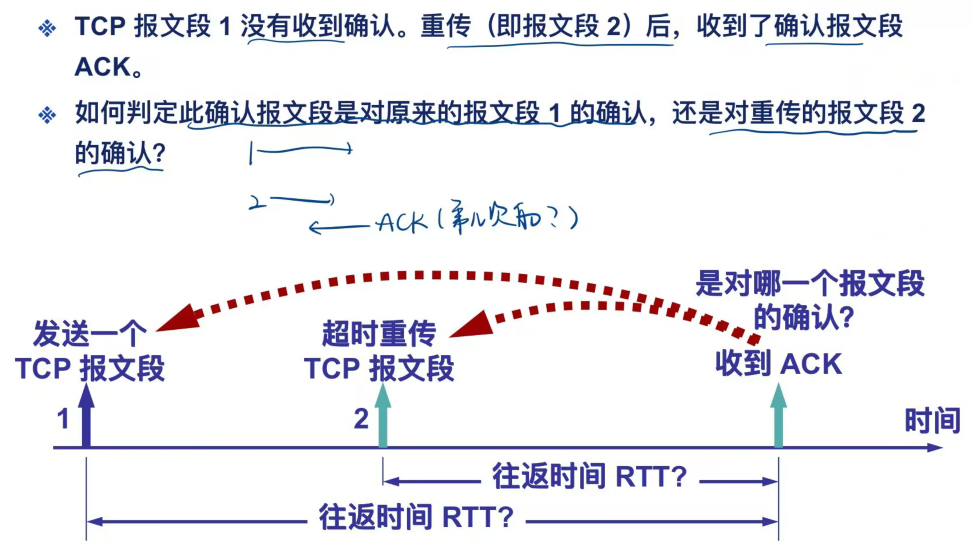 ❖ TCP 报文段 1 没有收到确认。重传（即报文段 2）后，收到了确认报文段
ACK。
❖ 如何判定此确认报文段是对原来的报文段 1 的确认，还是对重传的报文段 2
的确认？
1
2
ACK（第几次的？）
是对哪一个报文段
的确认？
发送一个
TCP 报文段
超时重传
TCP 报文段
收到 ACK
1
2
时间
往返时间 RTT？
往返时间 RTT？